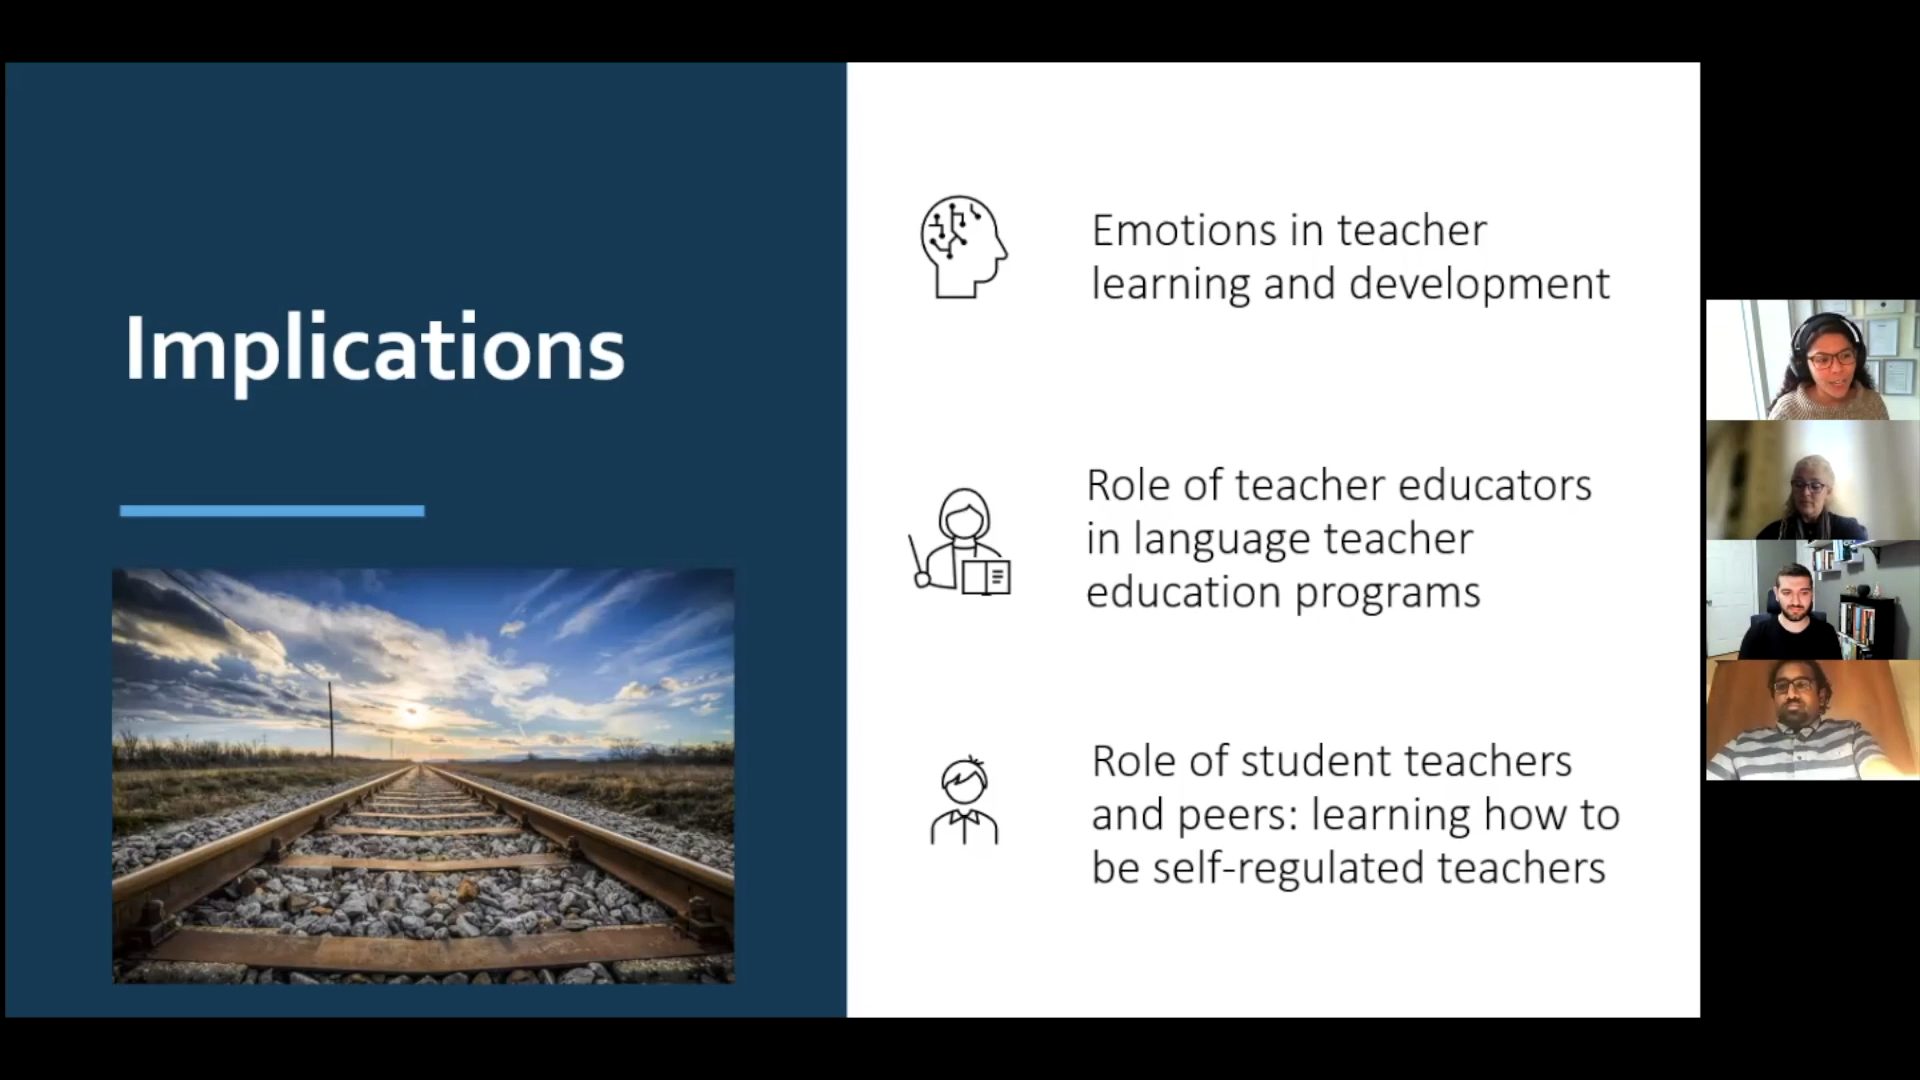 Implications
Emotions in teacher
learning and development
Role of teacher educators
in language teacher
education programs
Role of student teachers
and peers: learning how to
be self-regulated teachers